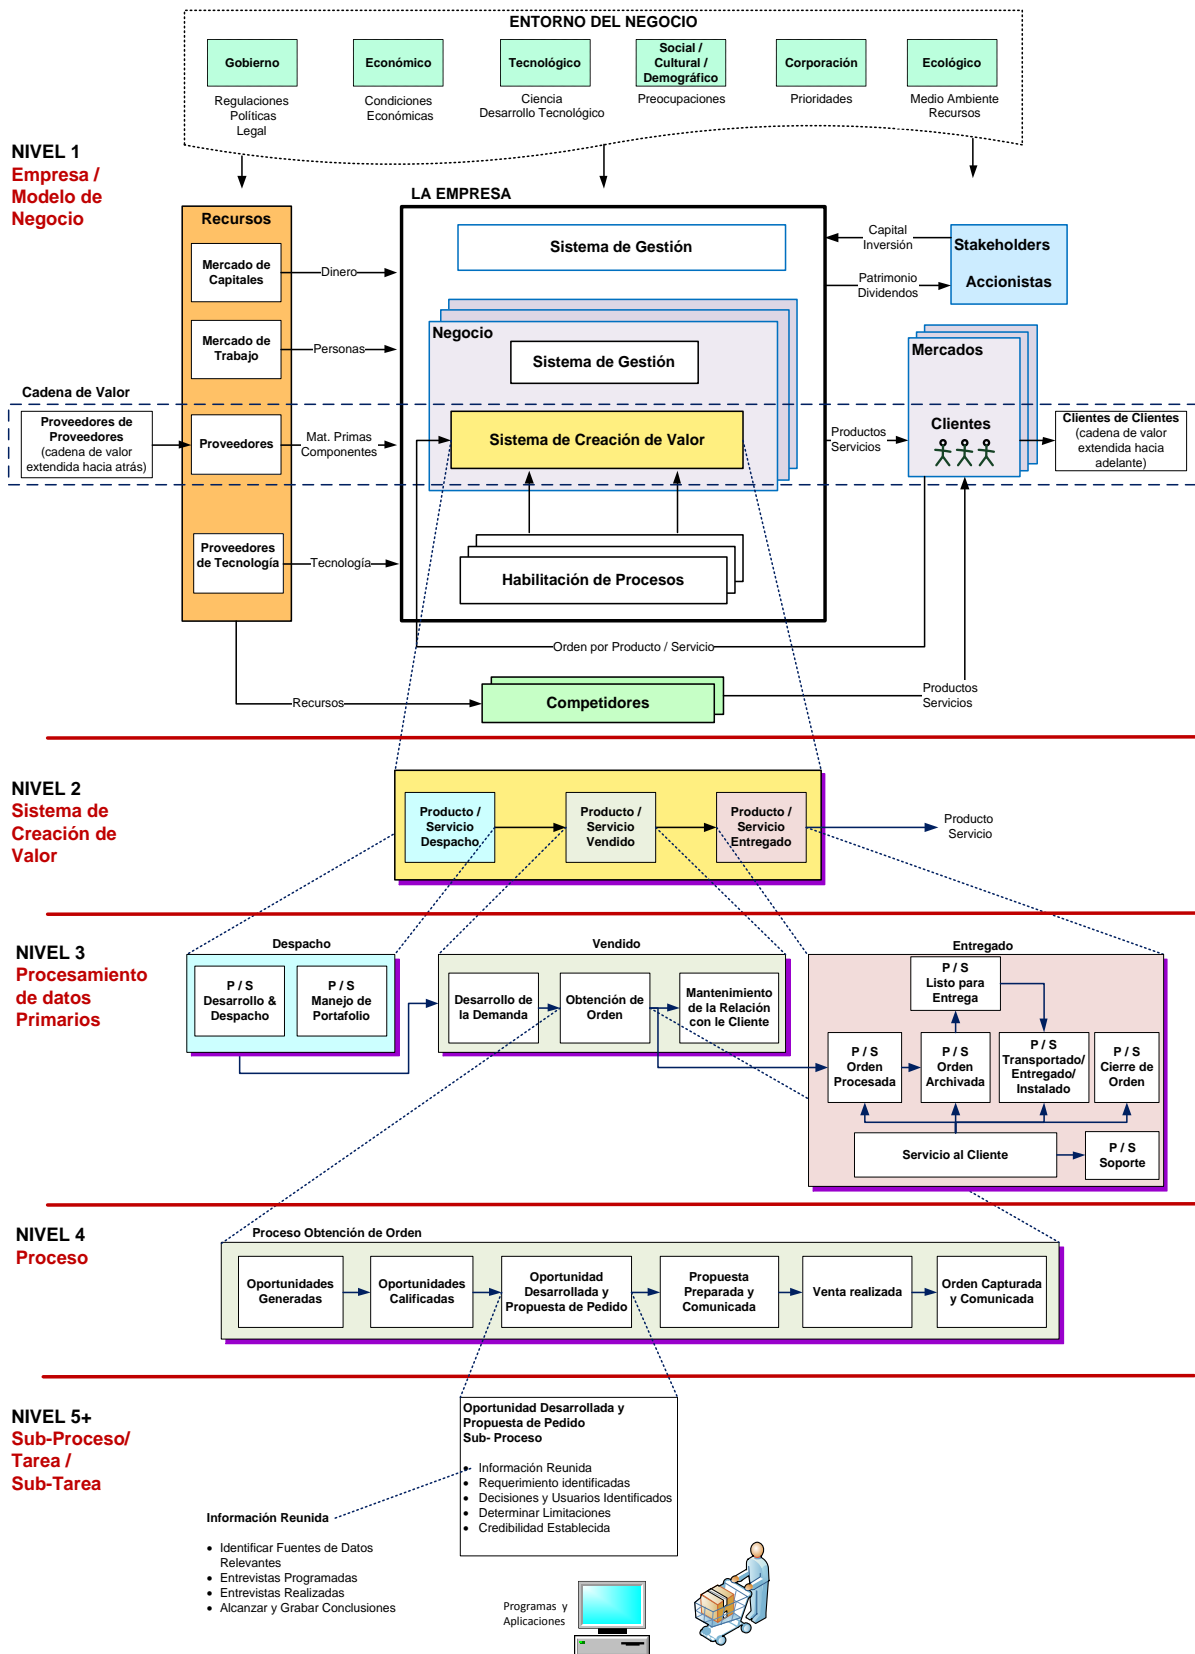 ENTORNO DEL NEGOCIO
Gobierno
Económico
Tecnológico
Social /
Cultural /
Demográfico
Corporación
Ecológico
Regulaciones
Políticas
Legal
Condiciones
Económicas
Ciencia
Desarrollo Tecnológico
Preocupaciones
Prioridades
Medio Ambiente
Recursos
NIVEL 1
Empresa /
Modelo de
Negocio
LA EMPRESA
Recursos
Mercado de
Capitales
Dinero
Mercado de
Trabajo
Personas
Proveedores
Mat. Primas
Componentes
Proveedores
de Tecnología
Tecnología
Sistema de Gestión
Negocio
Sistema de Gestión
Sistema de Creación de Valor
Habilitación de Procesos
Capital
Inversión
Patrimonio
Dividendos
Stakeholders
Accionistas
Mercados
Clientes
Productos
Servicios
Cadena de Valor
Proveedores de
Proveedores
(cadena de valor
extendida hacia atrás)
Clientes de Clientes
(cadena de valor
extendida hacia
adelante)
Orden por Producto / Servicio
Recursos
Competidores
Productos
Servicios
NIVEL 2
Sistema de
Creación de
Valor
Producto /
Servicio
Despacho
Producto /
Servicio
Vendido
Producto /
Servicio
Entregado
Producto
Servicio
NIVEL 3
Procesamiento
de datos
Primarios
Despacho
P / S
Desarrollo &
Despacho
P / S
Manejo de
Portafolio
Vendido
Desarrollo de
la Demanda
Obtención de
Orden
Mantenimiento
de la Relación
con le Cliente
Entregado
P / S
Listo para
Entrega
P / S
Orden
Procesada
P / S
Orden
Archivada
P / S
Transportado/
Entregado/
Instalado
P / S
Cierre de
Orden
Servicio al Cliente
P / S
Soporte
NIVEL 4
Proceso
Proceso Obtención de Orden
Oportunidades
Generadas
Oportunidades
Calificadas
Oportunidad
Desarrollada y
Propuesta de Pedido
Propuesta
Preparada y
Comunicada
Venta realizada
Orden Capturada
y Comunicada
NIVEL 5+
Sub-Proceso/
Tarea /
Sub-Tarea
Oportunidad Desarrollada y
Propuesta de Pedido
Sub- Proceso
• Información Reunida
• Requerimiento identificadas
• Decisiones y Usuarios Identificados
• Determinar Limitaciones
• Credibilidad Establecida
Información Reunida
• Identificar Fuentes de Datos
Relevantes
• Entrevistas Programadas
• Entrevistas Realizadas
• Alcanzar y Grabar Conclusiones
Programas y
Aplicaciones